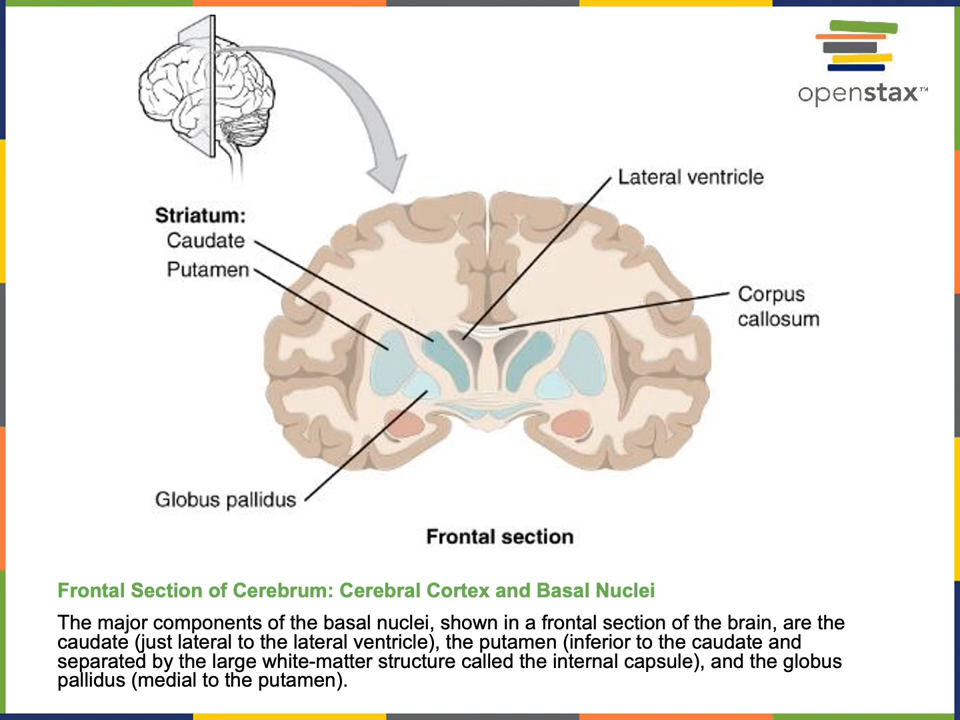 openstax™
Lateral ventricle
Striatum:
Caudate
Putamen
Corpus
callosum
Globus pallidus
Frontal section
Frontal Section of Cerebrum: Cerebral Cortex and Basal Nuclei
The major components of the basal nuclei, shown in a frontal section of the brain, are the
caudate (just lateral to the lateral ventricle), the putamen (inferior to the caudate and
separated by the large white-matter structure called the internal capsule), and the globus
pallidus (medial to the putamen).